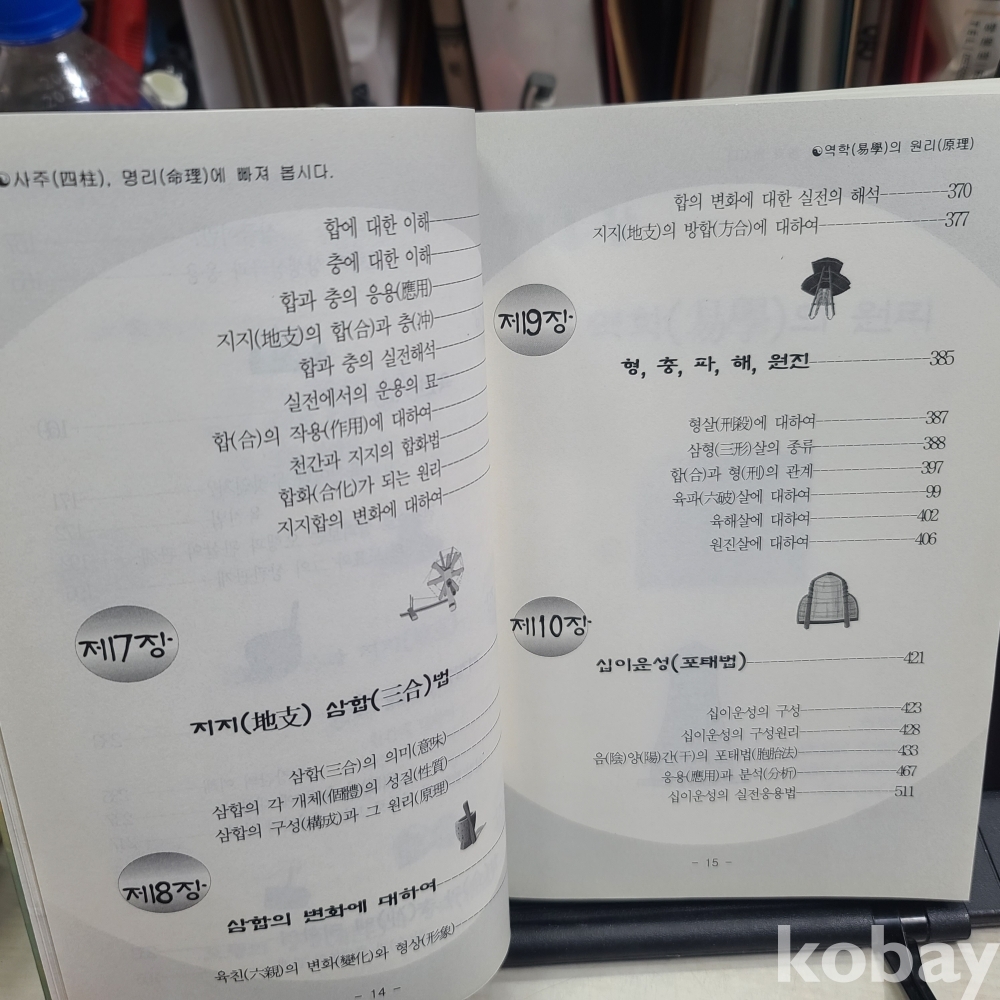 ☯사주(四柱), 명리(命理)에 빠져 봅시다.
합에 대한 이해
충에 대한 이해
합과 충의 응용(應用)
지지(地支)의 합(合)과 충(冲)
합과 충의 실전해석
실전에서의 운용의 묘
합(合)의 작용(作用)에 대하여
천간과 지지의 합화법
합화(合化)가 되는 원리
지지합의 변화에 대하여
제17장
지지(地支) 삼합(三合)법
삼합(三合)의 의미(意味)
삼합의 각 개체(個體)의 성질(性質)
삼합의 구성(構成)과 그 원리(原理)
제18장
삼합의 변화에 대하여
육친(六親)의 변화(變化)와 형상(形象)
- 14 -
☯역학(易學)의 원리(原理)
합의 변화에 대한 실전의 해석 370
지지(地支)의 방합(方合)에 대하여 377
제19장
형, 충, 파, 해, 원진 385
형살(刑殺)에 대하여 387
삼형(三形)살의 종류 388
합(合)과 형(刑)의 관계 397
육파(六破)살에 대하여 99
육해살에 대하여 402
원진살에 대하여 406
제10장
십이운성(포태법) 421
십이운성의 구성 423
십이운성의 구성원리 428
음(陰)양(陽)간(干)의 포태법(胞胎法) 433
응용(應用)과 분석(分析) 467
십이운성의 실전응용법 511
- 15 -
kobay